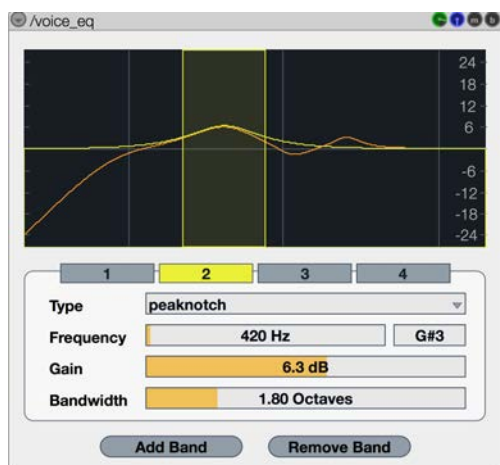 /voice_eq
24
18
12
6
-6
-12
-18
-24
1 2 3 4
Type peaknotch
Frequency 420 Hz G#3
Gain 6.3 dB
Bandwidth 1.80 Octaves
Add Band Remove Band